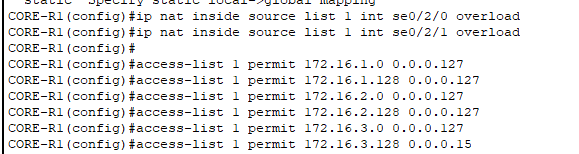 static  Specify static local->global mapping
CORE-R1(config)#ip nat inside source list 1 int se0/2/0 overload
CORE-R1(config)#ip nat inside source list 1 int se0/2/1 overload
CORE-R1(config)#
CORE-R1(config)#access-list 1 permit 172.16.1.0 0.0.0.127
CORE-R1(config)#access-list 1 permit 172.16.1.128 0.0.0.127
CORE-R1(config)#access-list 1 permit 172.16.2.0 0.0.0.127
CORE-R1(config)#access-list 1 permit 172.16.2.128 0.0.0.127
CORE-R1(config)#access-list 1 permit 172.16.3.0 0.0.0.127
CORE-R1(config)#access-list 1 permit 172.16.3.128 0.0.0.15